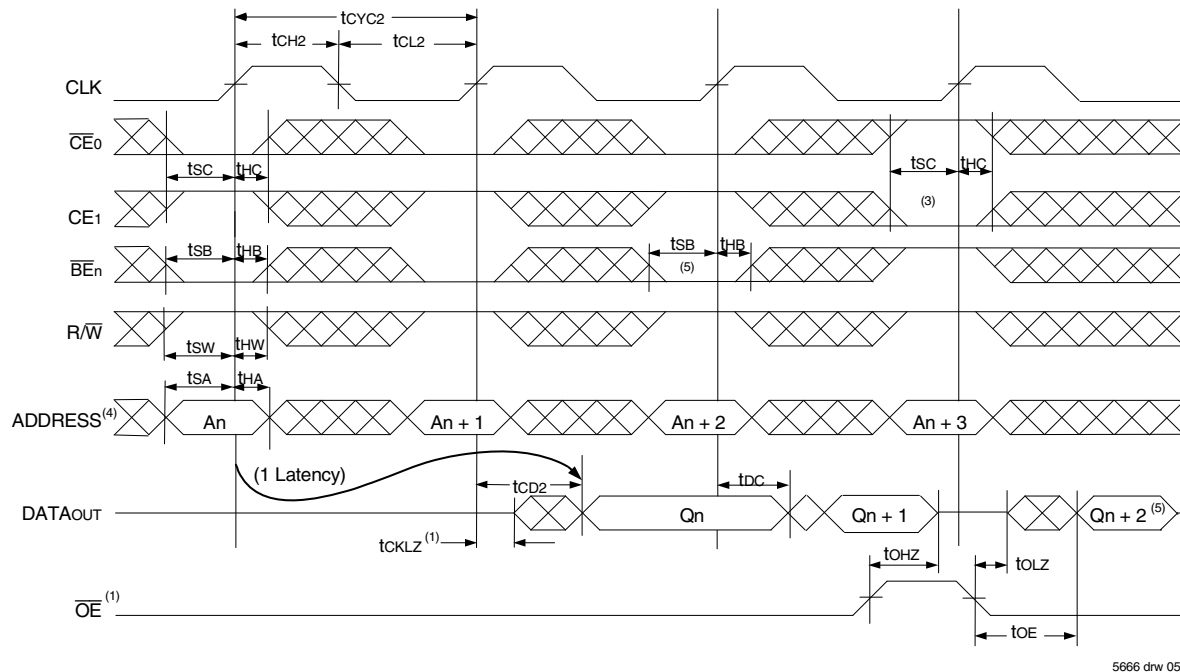 tCYC2
tCH2 tCL2
CLK
CE0
tSC tHC tSC tHC
(3)
CE1
tSB tHB tSB tHB
(5)
BEn
R/W
tSW tHW
tSA tHA
ADDRESS(4) An An + 1 An + 2 An + 3
(1 Latency)
tCD2 tDC
DATAOUT Qn Qn + 1 Qn + 2 (5)
tCKLZ (1)
tOHZ tOLZ
OE (1)
tOE
5666 drw 05